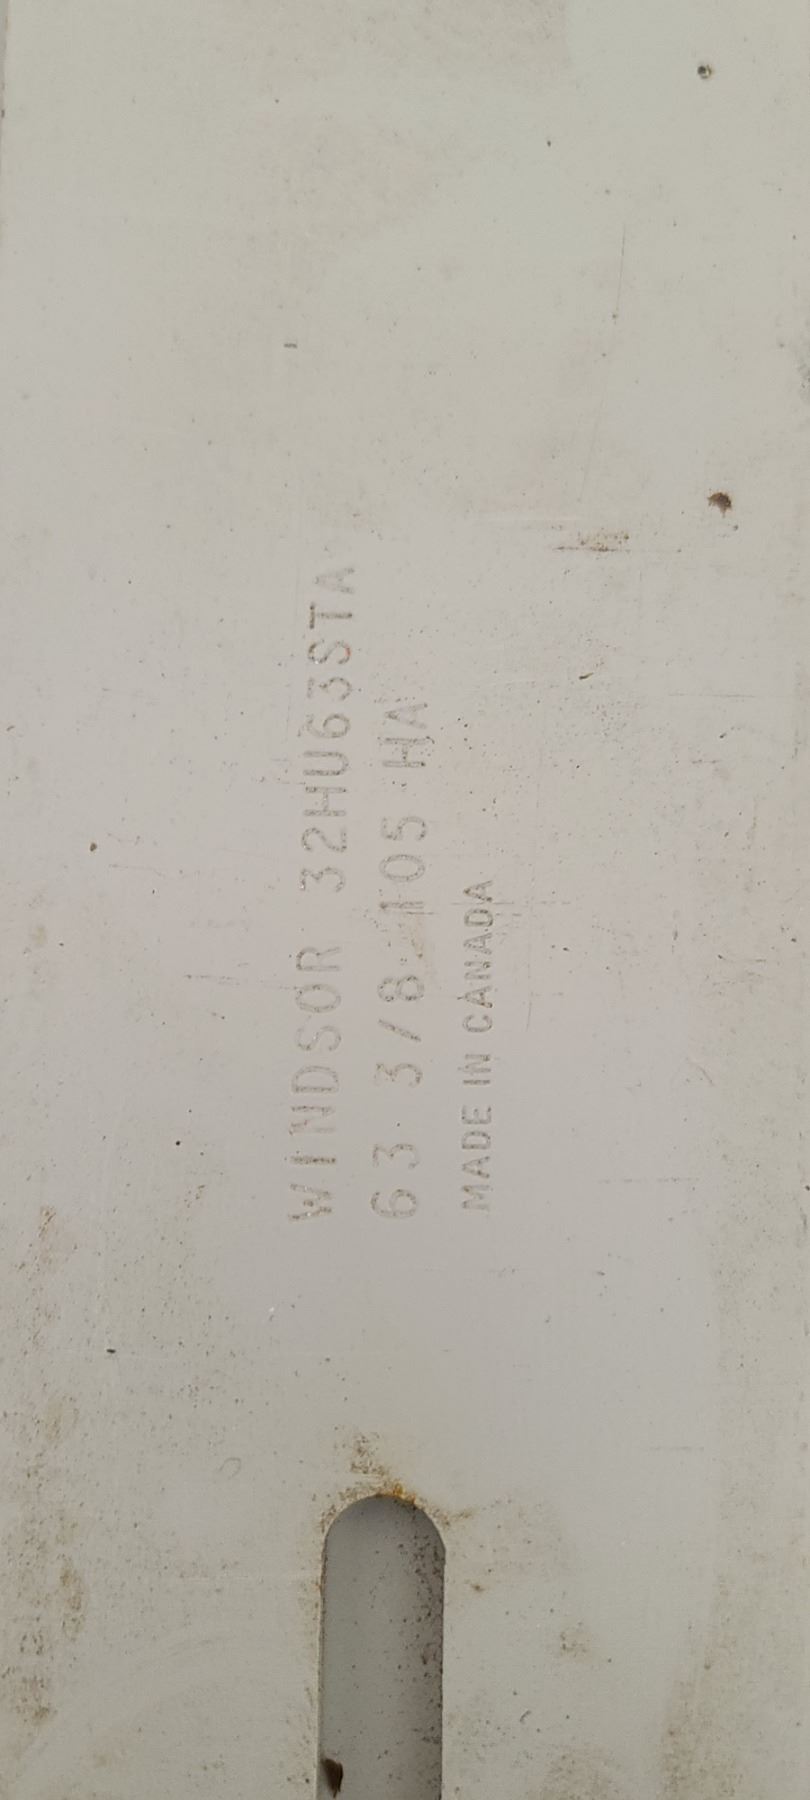 WINDSOR 32HU63STA
63 3/8 105 HA
MADE IN CANADA